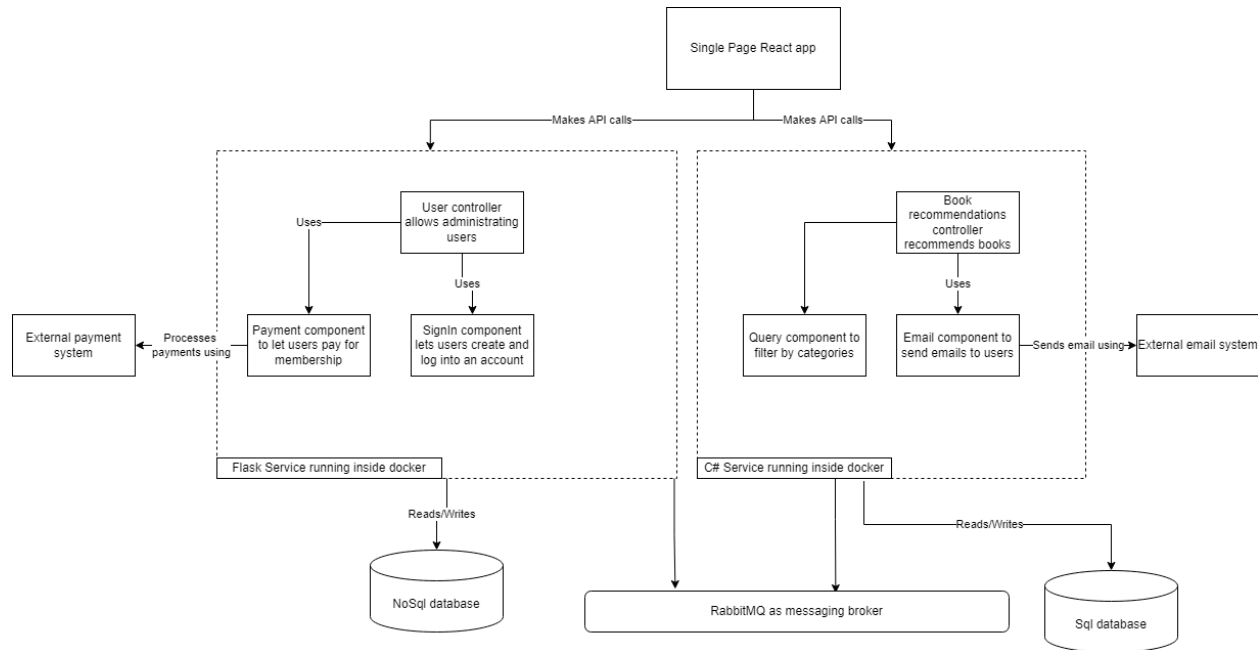 Single Page React app
Makes API calls
Makes API calls
User controller
allows administrating
users
Uses
Uses
Book
recommendations
controller
recommends books
Uses
External payment
system
Processes
payments using
Payment component
to let users pay for
membership
SignIn component
lets users create and
log into an account
Query component to
filter by categories
Email component to
send emails to users
Sends email using
External email system
Flask Service running inside docker
C# Service running inside docker
Reads/Writes
Reads/Writes
NoSql database
RabbitMQ as messaging broker
Sql database